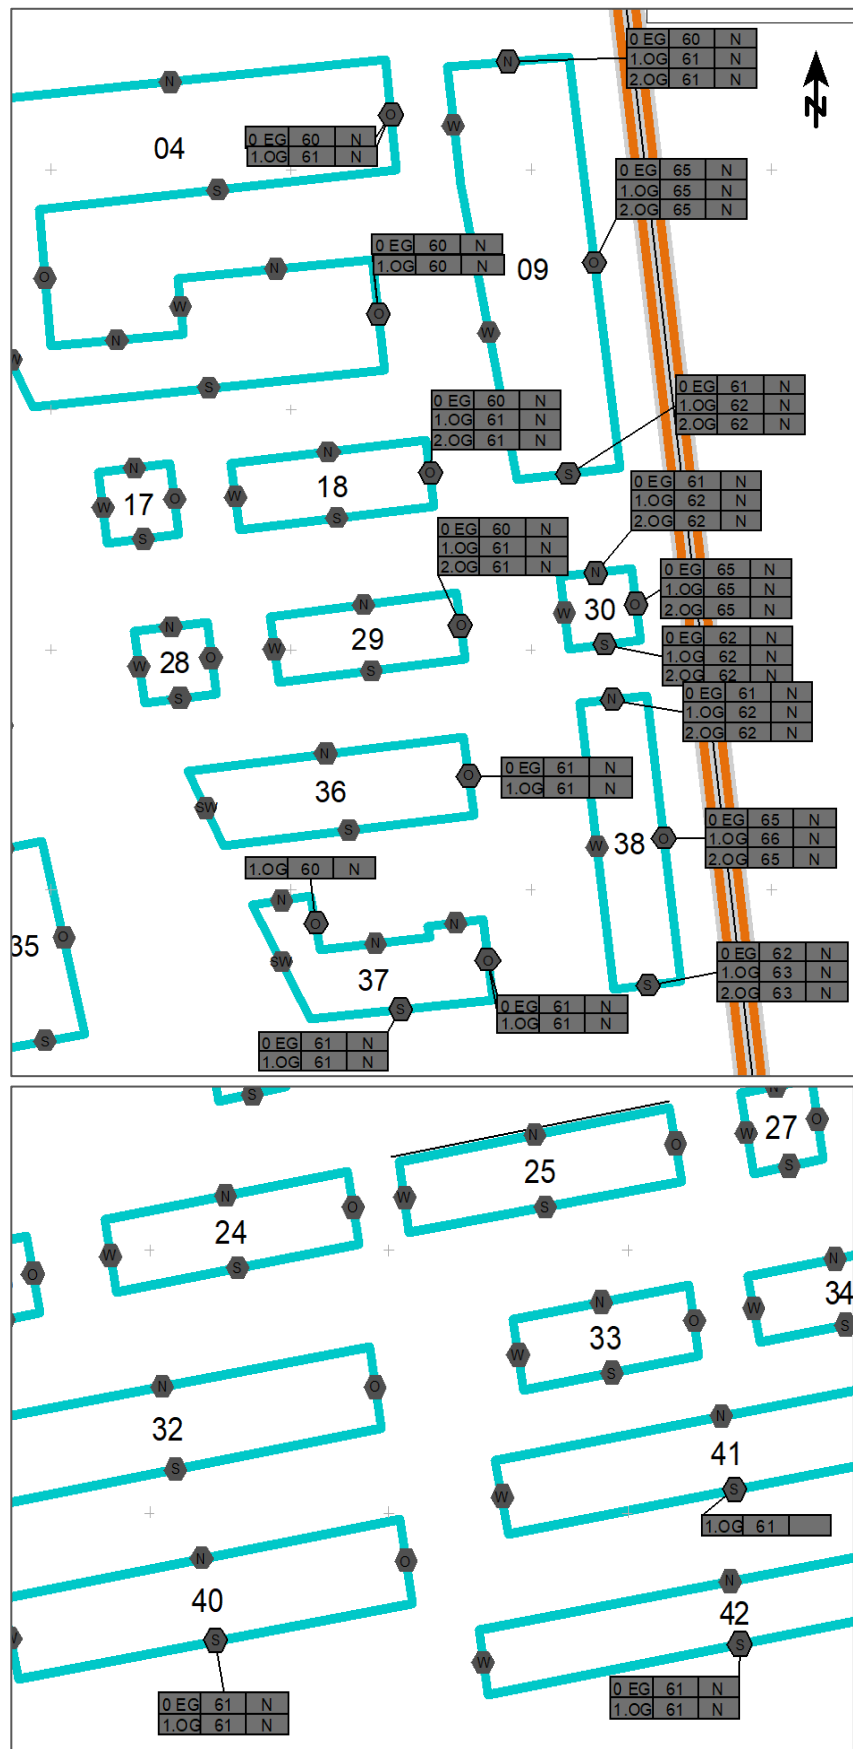 0 EG 60 N
1.OG 61 N
2.OG 61 N
N
N
N
O
W
0 EG 60 N
1.OG 61 N
04
0 EG 65 N
1.OG 65 N
2.OG 65 N
S
0 EG 60 N
1.OG 60 N
O
09
N
O
W
O
W
N
W
S
0 EG 61 N
1.OG 62 N
2.OG 62 N
0 EG 60 N
1.OG 61 N
2.OG 61 N
N
N
O
S
W
17
O
W
18
S
S
0 EG 61 N
1.OG 62 N
2.OG 62 N
0 EG 60 N
1.OG 61 N
2.OG 61 N
N
0 EG 65 N
1.OG 65 N
2.OG 65 N
N
W
30
O
S
N
W
28
O
S
W
29
O
S
0 EG 62 N
1.OG 62 N
2.OG 62 N
0 EG 61 N
1.OG 62 N
2.OG 62 N
N
N
O
SW
36
S
0 EG 61 N
1.OG 61 N
0 EG 65 N
1.OG 66 N
2.OG 65 N
W
38
O
S
1.OG 60 N
N
O
N
N
SW
37
O
S
35
O
S
0 EG 62 N
1.OG 63 N
2.OG 63 N
0 EG 61 N
1.OG 61 N
0 EG 61 N
1.OG 61 N
S
N
W
25
O
S
N
W
27
O
S
N
W
24
O
S
O
N
W
33
O
S
N
W
34
S
N
32
O
S
N
W
41
S
1.OG 61
N
O
W
40
S
0 EG 61 N
1.OG 61 N
N
W
42
S
0 EG 61 N
1.OG 61 N